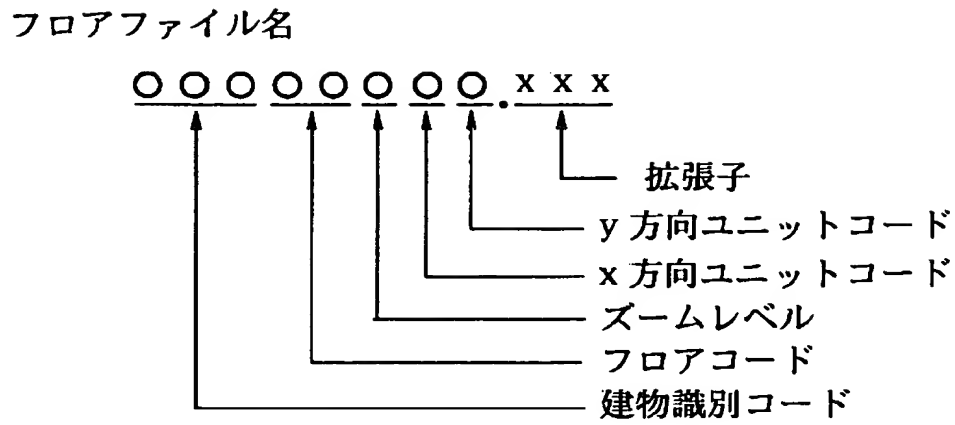 フロアファイル名
○○○○○○○○.xxx
拡張子
y方向ユニットコード
x方向ユニットコード
ズームレベル
フロアコード
建物識別コード